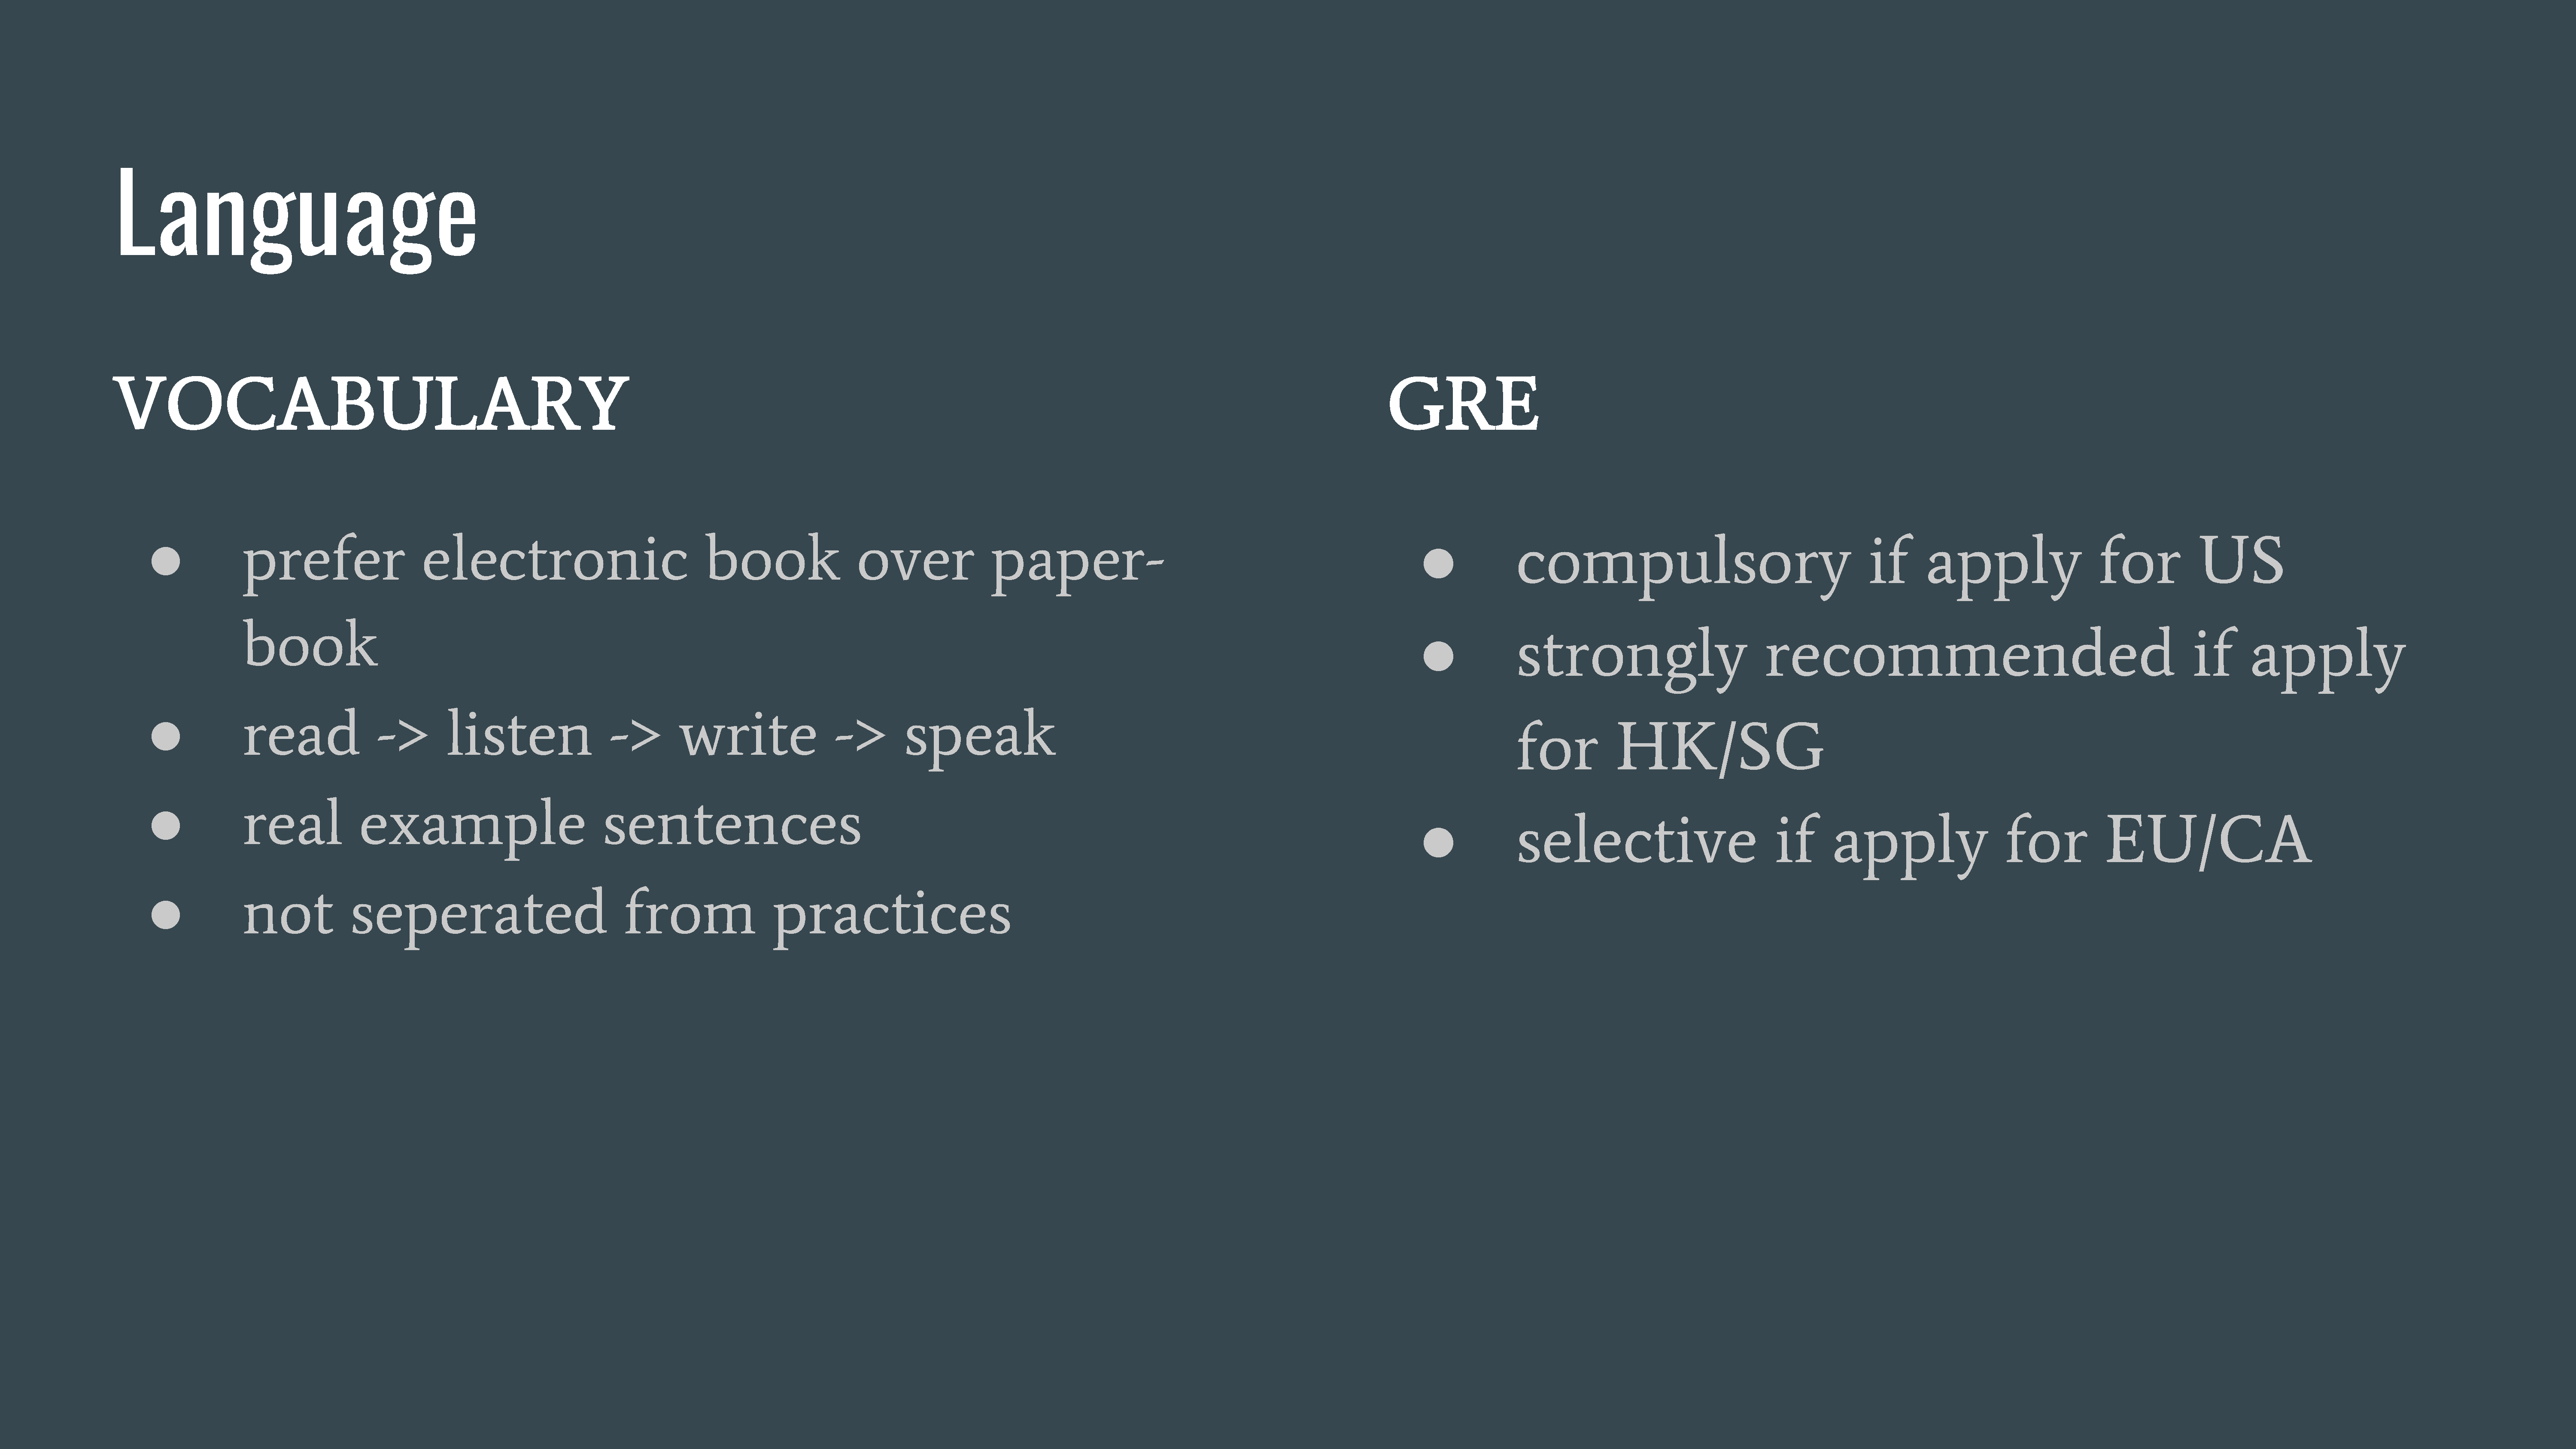 Language
VOCABULARY
● prefer electronic book over paper-
book
● read -> listen -> write -> speak
● real example sentences
● not seperated from practices
GRE
● compulsory if apply for US
● strongly recommended if apply
for HK/SG
● selective if apply for EU/CA